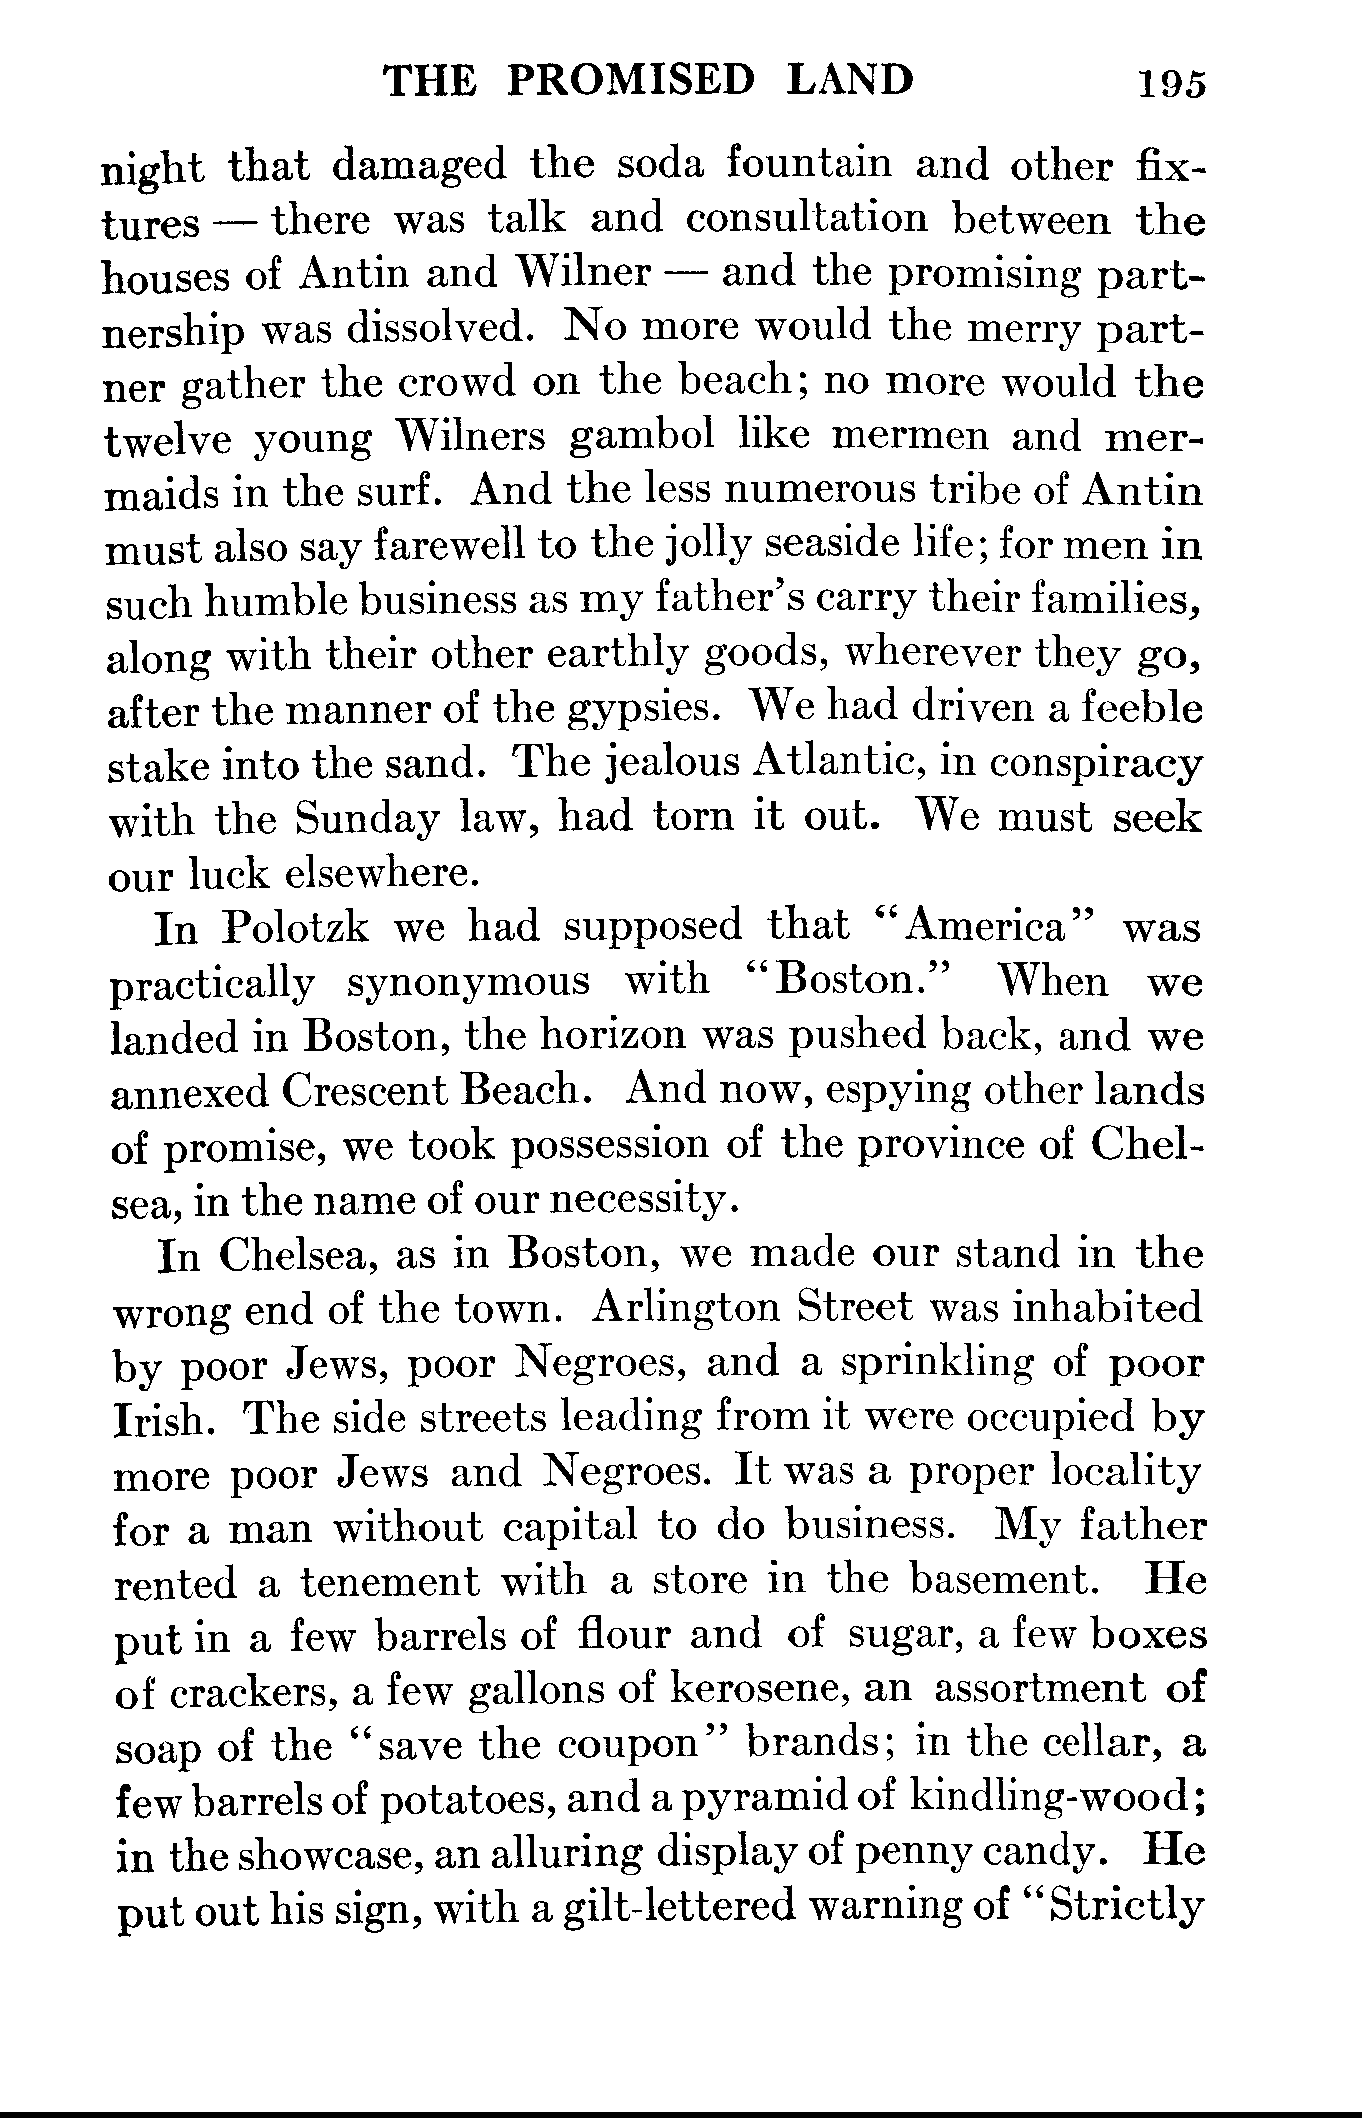 THE PROMISED LAND 195
night that damaged the soda fountain and other fix-
tures — there was talk and consultation between the
houses of Antin and Wilner — and the promising part-
nership was dissolved. No more would the merry part-
ner gather the crowd on the beach; no more would the
twelve young Wilners gambol like mermen and mer-
maids in the surf. And the less numerous tribe of Antin
must also say farewell to the jolly seaside life; for men in
such humble business as my father's carry their families,
along with their other earthly goods, wherever they go,
after the manner of the gypsies. We had driven a feeble
stake into the sand. The jealous Atlantic, in conspiracy
with the Sunday law, had torn it out. We must seek
our luck elsewhere.
In Polotzk we had supposed that "America" was
practically synonymous with "Boston." When we
landed in Boston, the horizon was pushed back, and we
annexed Crescent Beach. And now, espying other lands
of promise, we took possession of the province of Chel-
sea, in the name of our necessity.
In Chelsea, as in Boston, we made our stand in the
wrong end of the town. Arlington Street was inhabited
by poor Jews, poor Negroes, and a sprinkling of poor
Irish. The side streets leading from it were occupied by
more poor Jews and Negroes. It was a proper locality
for a man without capital to do business. My father
rented a tenement with a store in the basement. He
put in a few barrels of flour and of sugar, a few boxes
of crackers, a few gallons of kerosene, an assortment of
soap of the "save the coupon" brands; in the cellar, a
few barrels of potatoes, and a pyramid of kindling-wood;
in the showcase, an alluring display of penny candy. He
put out his sign, with a gilt-lettered warning of "Strictly